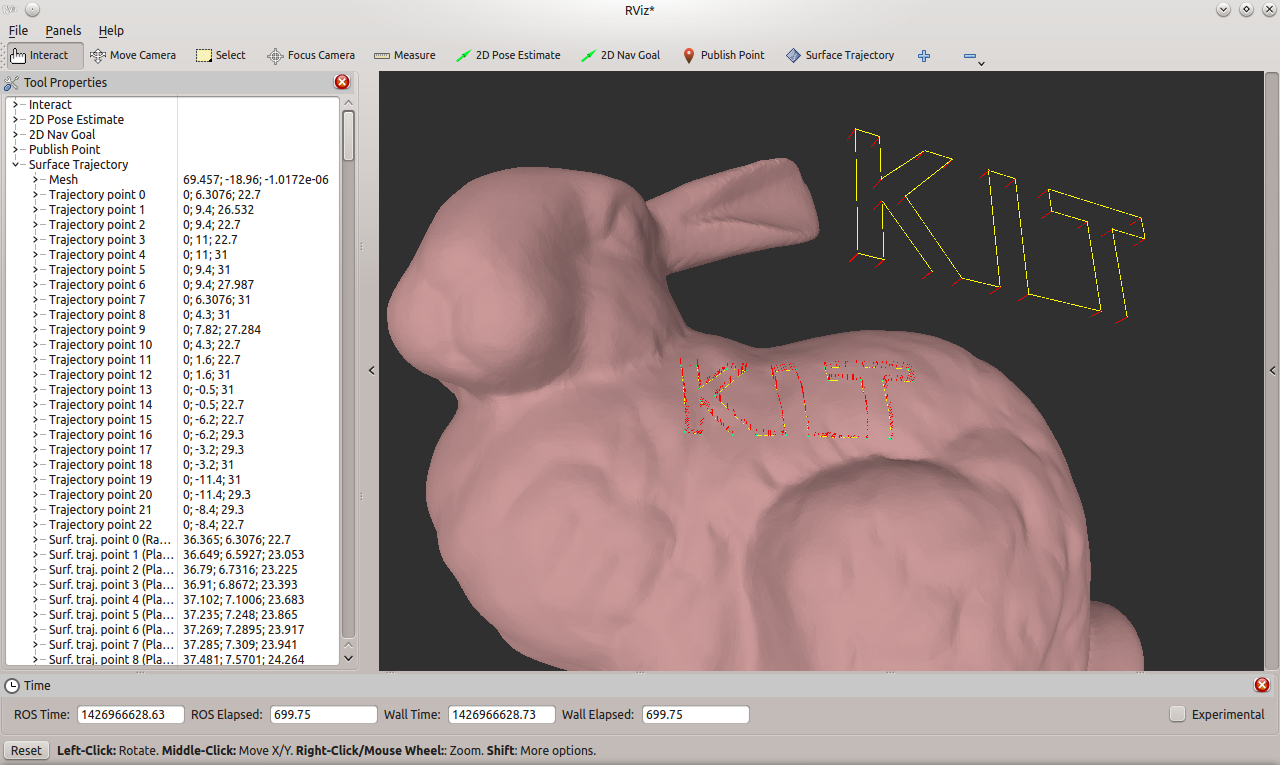 RViz*
File Panels Help
Interact Move Camera Select Focus Camera Measure 2D Pose Estimate 2D Nav Goal Publish Point Surface Trajectory
Tool Properties
Interact
2D Pose Estimate
2D Nav Goal
Publish Point
Surface Trajectory
Mesh 69.457; -18.96; -1.0172e-06
Trajectory point 0 0; 6.3076; 22.7
Trajectory point 1 0; 9.4; 26.532
Trajectory point 2 0; 9.4; 22.7
Trajectory point 3 0; 11; 22.7
Trajectory point 4 0; 11; 31
Trajectory point 5 0; 9.4; 31
Trajectory point 6 0; 9.4; 27.987
Trajectory point 7 0; 6.3076; 31
Trajectory point 8 0; 4.3; 31
Trajectory point 9 0; 7.82; 27.284
Trajectory point 10 0; 4.3; 22.7
Trajectory point 11 0; 1.6; 22.7
Trajectory point 12 0; 1.6; 31
Trajectory point 13 0; -0.5; 31
Trajectory point 14 0; -0.5; 22.7
Trajectory point 15 0; -6.2; 22.7
Trajectory point 16 0; -6.2; 29.3
Trajectory point 17 0; -3.2; 29.3
Trajectory point 18 0; -3.2; 31
Trajectory point 19 0; -11.4; 31
Trajectory point 20 0; -11.4; 29.3
Trajectory point 21 0; -8.4; 29.3
Trajectory point 22 0; -8.4; 22.7
Surf. traj. point 0 (Ra... 36.365; 6.3076; 22.7
Surf. traj. point 1 (Pla... 36.649; 6.5927; 23.053
Surf. traj. point 2 (Pla... 36.79; 6.7316; 23.225
Surf. traj. point 3 (Pla... 36.91; 6.8672; 23.393
Surf. traj. point 4 (Pla... 37.102; 7.1006; 23.683
Surf. traj. point 5 (Pla... 37.235; 7.248; 23.865
Surf. traj. point 6 (Pla... 37.269; 7.2895; 23.917
Surf. traj. point 7 (Pla... 37.285; 7.309; 23.941
Surf. traj. point 8 (Pla... 37.481; 7.5701; 24.264
KIT
KIT
Time
ROS Time: 1426966628.63 ROS Elapsed: 699.75 Wall Time: 1426966628.73 Wall Elapsed: 699.75 Experimental
Reset Left-Click: Rotate. Middle-Click: Move X/Y. Right-Click/Mouse Wheel:: Zoom. Shift: More options.